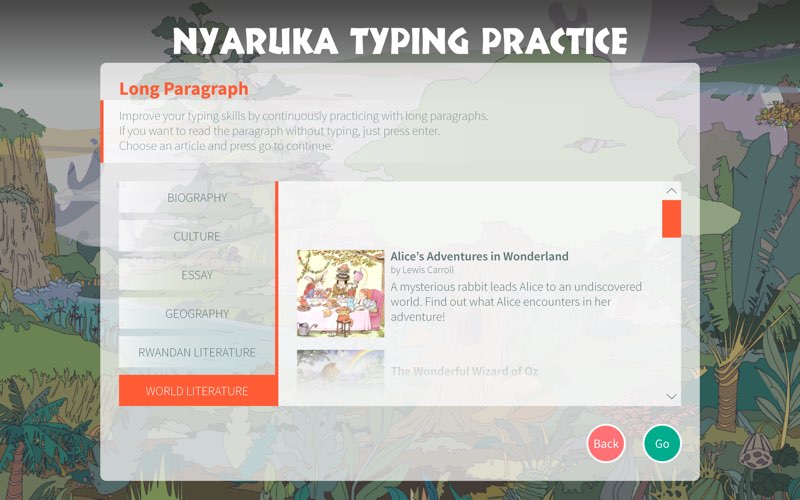 NYARUKA TYPING PRACTICE
Long Paragraph
Improve your typing skills by continuously practicing with long paragraphs.
If you want to read the paragraph without typing, just press enter.
Choose an article and press go to continue.
BIOGRAPHY
CULTURE
ESSAY
GEOGRAPHY
RWANDAN LITERATURE
WORLD LITERATURE
Alice’s Adventures in Wonderland
by Lewis Carroll
A mysterious rabbit leads Alice to an undiscovered
world. Find out what Alice encounters in her
adventure!
The Wonderful Wizard of Oz
Back
Go